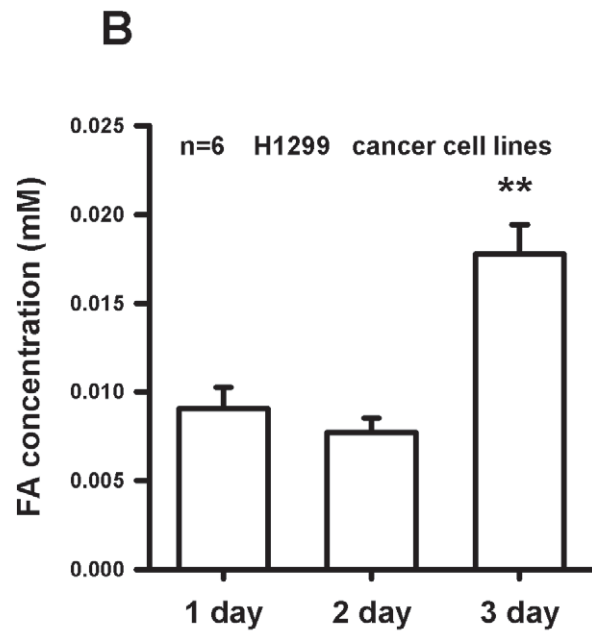 B
n=6 H1299 cancer cell lines
**
FA concentration (mM)
0.025
0.020
0.015
0.010
0.005
0.000
1 day 2 day 3 day